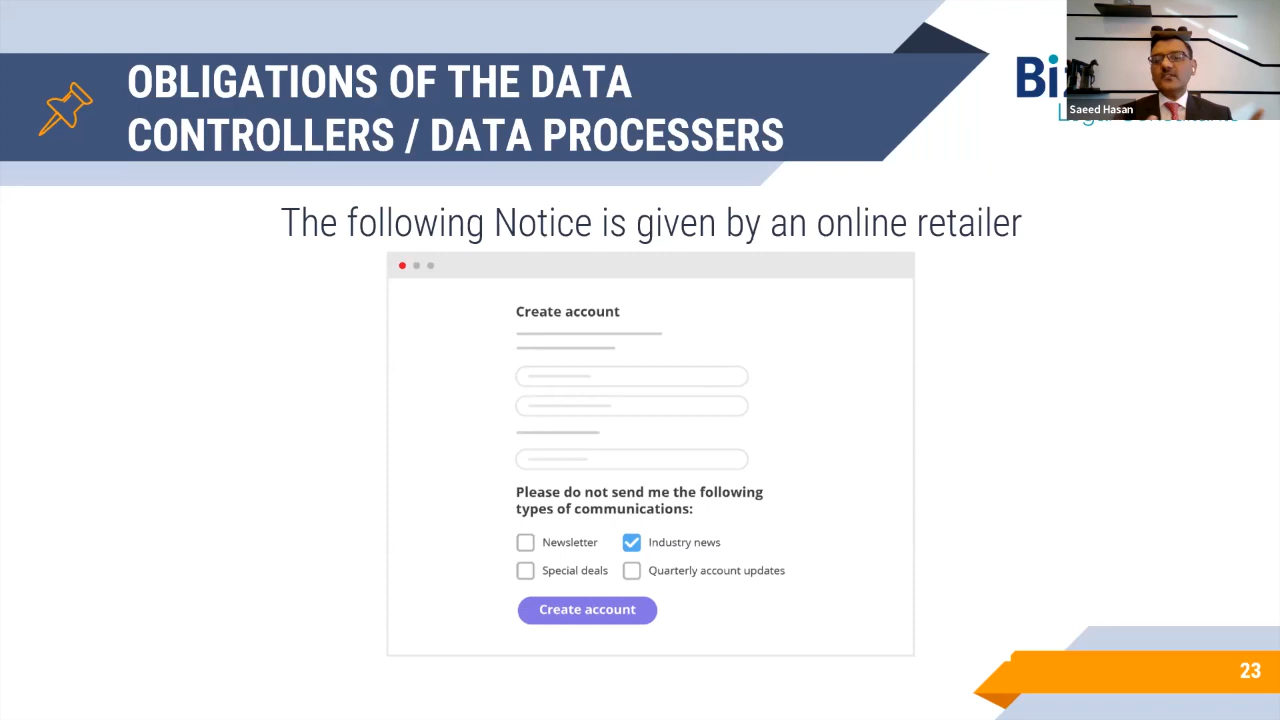 OBLIGATIONS OF THE DATA
CONTROLLERS / DATA PROCESSERS
Saeed Hasan
The following Notice is given by an online retailer
Create account
Please do not send me the following
types of communications:
Newsletter
Industry news
Special deals
Quarterly account updates
Create account
23